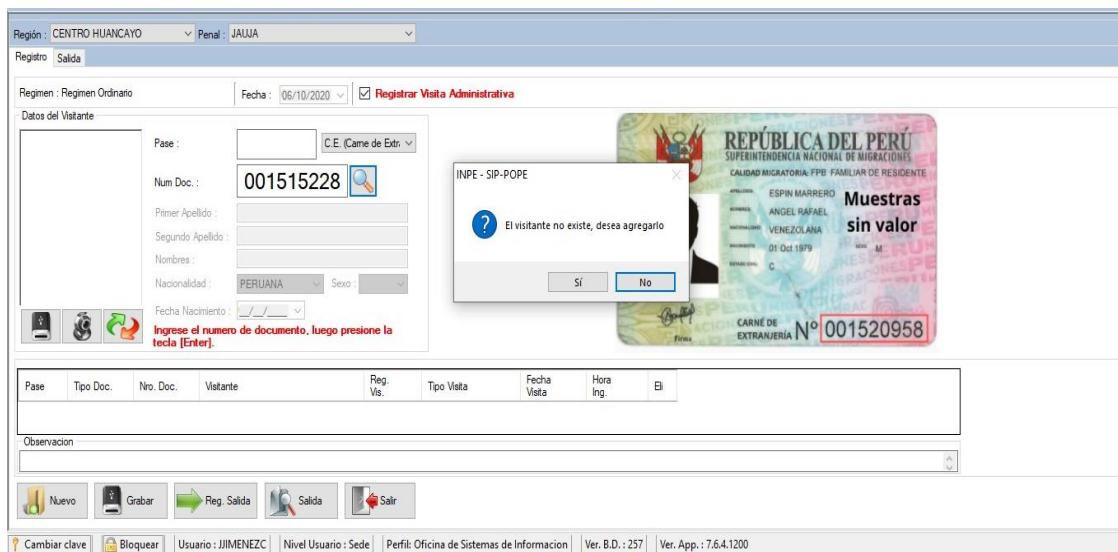 Región : CENTRO HUANCAYO Penal : JAUJA
Registro Salida
Regimen : Regimen Ordinario Fecha : 06/10/2020 Registrar Visita Administrativa
Datos del Visitante
Pase : C.E. (Carne de Extr
Num Doc. : 001515228
Primer Apellido :
Segundo Apellido :
Nombres :
Nacionalidad : PERUANA Sexo :
Fecha Nacimiento : __/__/____
Ingrese el numero de documento, luego presione la
tecla [Enter].
INPE - SIP-POPE
El visitante no existe, desea agregarlo
Sí No
REPÚBLICA DEL PERÚ
SUPERINTENDENCIA NACIONAL DE MIGRACIONES
CALIDAD MIGRATORIA: FPB FAMILIAR DE RESIDENTE
ESPIN MARRERO
ANGEL RAFAEL
VENEZOLANA
01 Oct 1979 M
C
Muestras
sin valor
Firma
CARNÉ DE
EXTRANJERÍA Nº 001520958
Pase Tipo Doc. Nro. Doc. Visitante Reg. Vis. Tipo Visita Fecha Visita Hora Ing. Eli
Observacion
Nuevo Grabar Reg. Salida Salida Salir
Cambiar clave Bloquear Usuario : JJIMENEZC Nivel Usuario : Sede Perfil: Oficina de Sistemas de Informacion Ver. B.D. : 257 Ver. App. : 7.6.4.1200